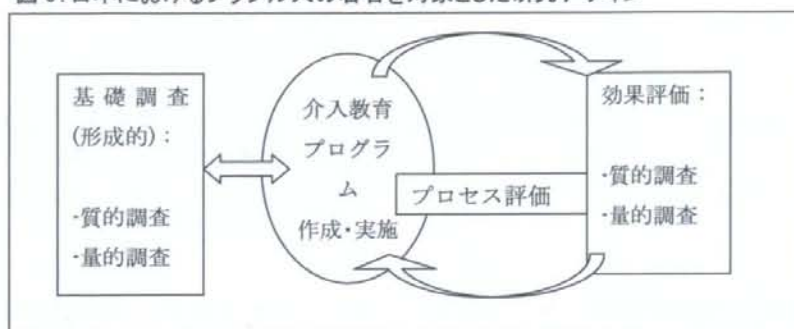 基礎調査
(形成的)：
・質的調査
・量的調査
介入教育
プログラ
ム
作成・実施
プロセス評価
効果評価：
・質的調査
・量的調査